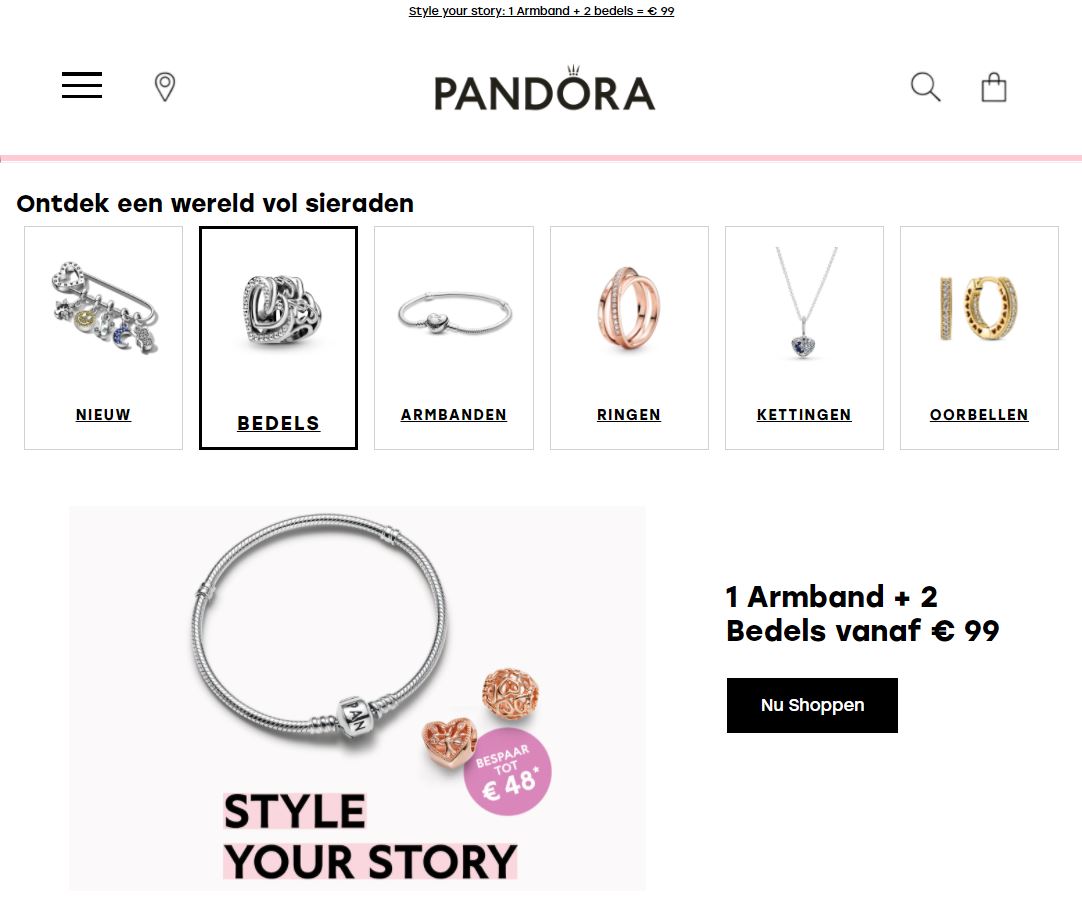 Style your story: 1 Armband + 2 bedels = € 99
PANDORA
Ontdek een wereld vol sieraden
NIEUW
BEDELS
ARMBANDEN
RINGEN
KETTINGEN
OORBELLEN
PAN
BESPAAR
TOT
€ 48*
STYLE
YOUR STORY
1 Armband + 2
Bedels vanaf € 99
Nu Shoppen